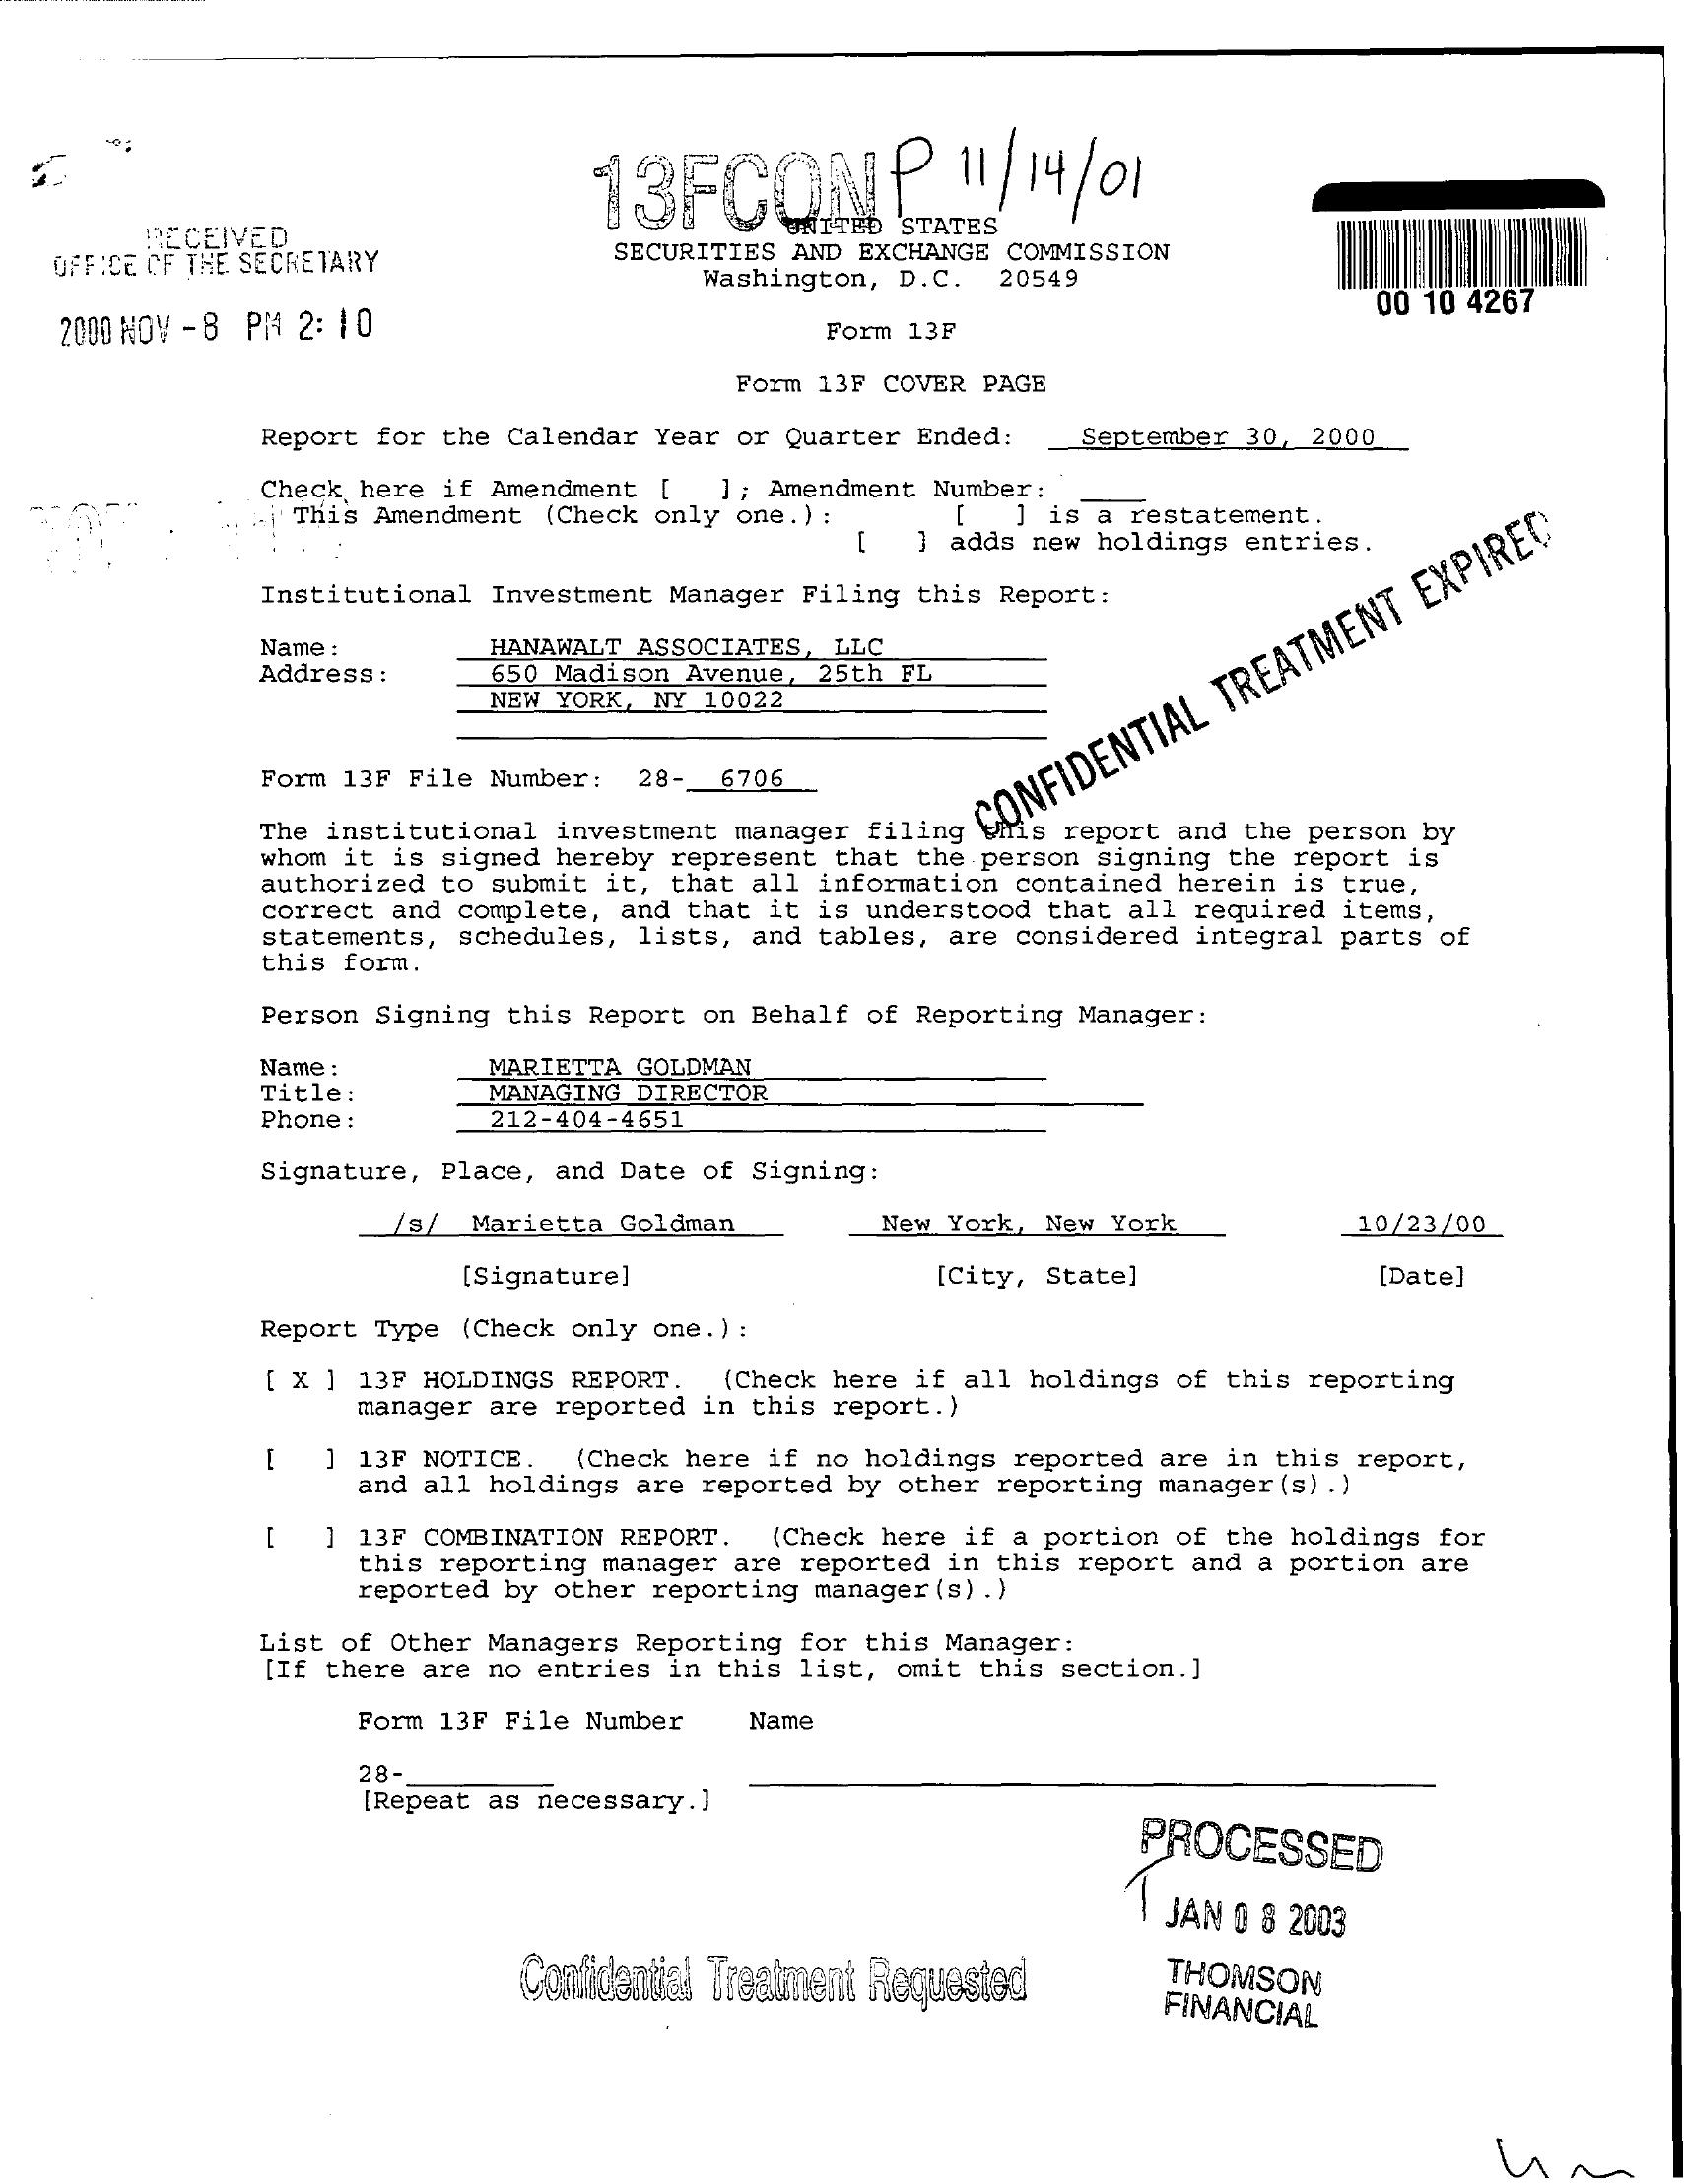 13FCONP 11/14/01
RECEIVED
OFFICE OF THE SECRETARY
2000 NOV -8 PM 2:10
UNITED STATES
SECURITIES AND EXCHANGE COMMISSION
Washington, D.C. 20549
00 10 4267
Form 13F
Form 13F COVER PAGE
Report for the Calendar Year or Quarter Ended: September 30, 2000
Check here if Amendment [ ]; Amendment Number: ____
This Amendment (Check only one.): [ ] is a restatement.
[ ] adds new holdings entries.
CONFIDENTIAL TREATMENT EXPIRED
Institutional Investment Manager Filing this Report:
Name: HANAWALT ASSOCIATES, LLC
Address: 650 Madison Avenue, 25th FL
NEW YORK, NY 10022
Form 13F File Number: 28- 6706
The institutional investment manager filing this report and the person by
whom it is signed hereby represent that the person signing the report is
authorized to submit it, that all information contained herein is true,
correct and complete, and that it is understood that all required items,
statements, schedules, lists, and tables, are considered integral parts of
this form.
Person Signing this Report on Behalf of Reporting Manager:
Name: MARIETTA GOLDMAN
Title: MANAGING DIRECTOR
Phone: 212-404-4651
Signature, Place, and Date of Signing:
/s/ Marietta Goldman New York, New York 10/23/00
[Signature] [City, State] [Date]
Report Type (Check only one.):
[ X ] 13F HOLDINGS REPORT. (Check here if all holdings of this reporting
manager are reported in this report.)
[ ] 13F NOTICE. (Check here if no holdings reported are in this report,
and all holdings are reported by other reporting manager(s).)
[ ] 13F COMBINATION REPORT. (Check here if a portion of the holdings for
this reporting manager are reported in this report and a portion are
reported by other reporting manager(s).)
List of Other Managers Reporting for this Manager:
[If there are no entries in this list, omit this section.]
Form 13F File Number Name
28-
[Repeat as necessary.]
PROCESSED
JAN 0 8 2003
THOMSON
FINANCIAL
Confidential Treatment Requested